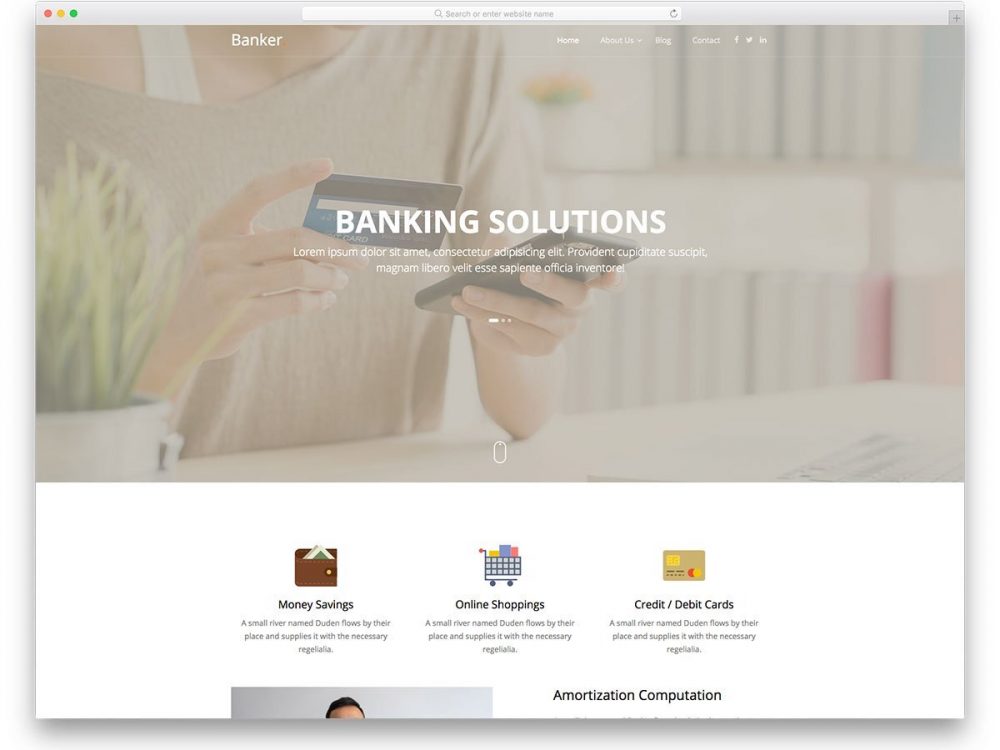 Search or enter website name
Banker
Home About Us Blog Contact
BANKING SOLUTIONS
Lorem ipsum dolor sit amet, consectetur adipisicing elit. Provident cupiditate suscipit,
magnam libero velit esse sapiente officia inventore!
CARD
Money Savings
A small river named Duden flows by their
place and supplies it with the necessary
regelialia.
Online Shoppings
A small river named Duden flows by their
place and supplies it with the necessary
regelialia.
Credit / Debit Cards
A small river named Duden flows by their
place and supplies it with the necessary
regelialia.
Amortization Computation